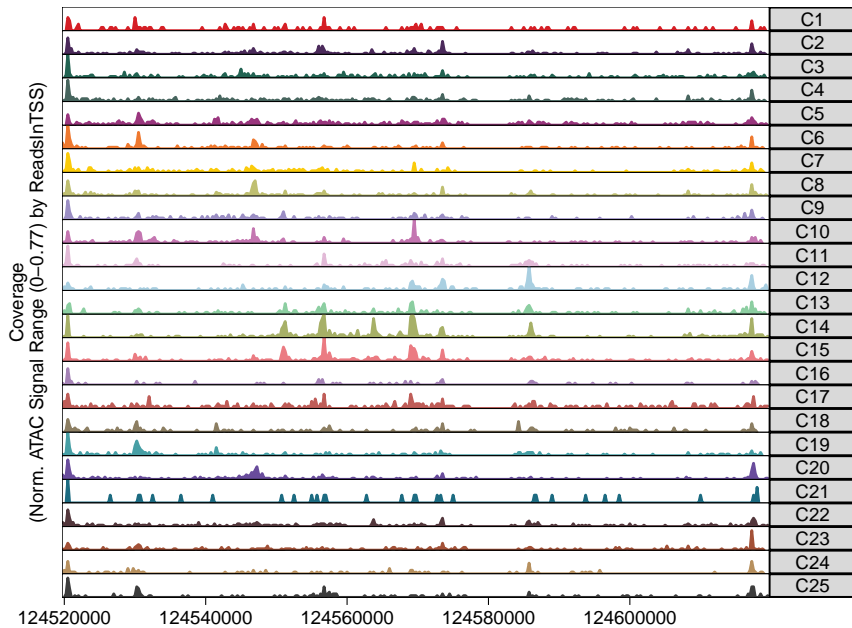 Coverage
(Norm. ATAC Signal Range (0–0.77) by ReadsInTSS)
C1
C2
C3
C4
C5
C6
C7
C8
C9
C10
C11
C12
C13
C14
C15
C16
C17
C18
C19
C20
C21
C22
C23
C24
C25
124520000 124540000 124560000 124580000 124600000